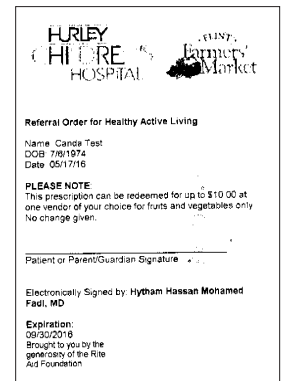 HURLEY
CHILDRE 'S
HOSPITAL
FLINT
Farmers'
Market
Referral Order for Healthy Active Living
Name Canda Test
DOB 7/6/1974
Date 05/17/16
PLEASE NOTE:
This prescription can be redeemed for up to $10 00 at
one vendor of your choice for fruits and vegetables only
No change given.
Patient or Parent/Guardian Signature
Electronically Signed by: Hytham Hassan Mohamed
Fadl, MD
Expiration:
09/30/2016
Brought to you by the
generosity of the Rite
Aid Foundation